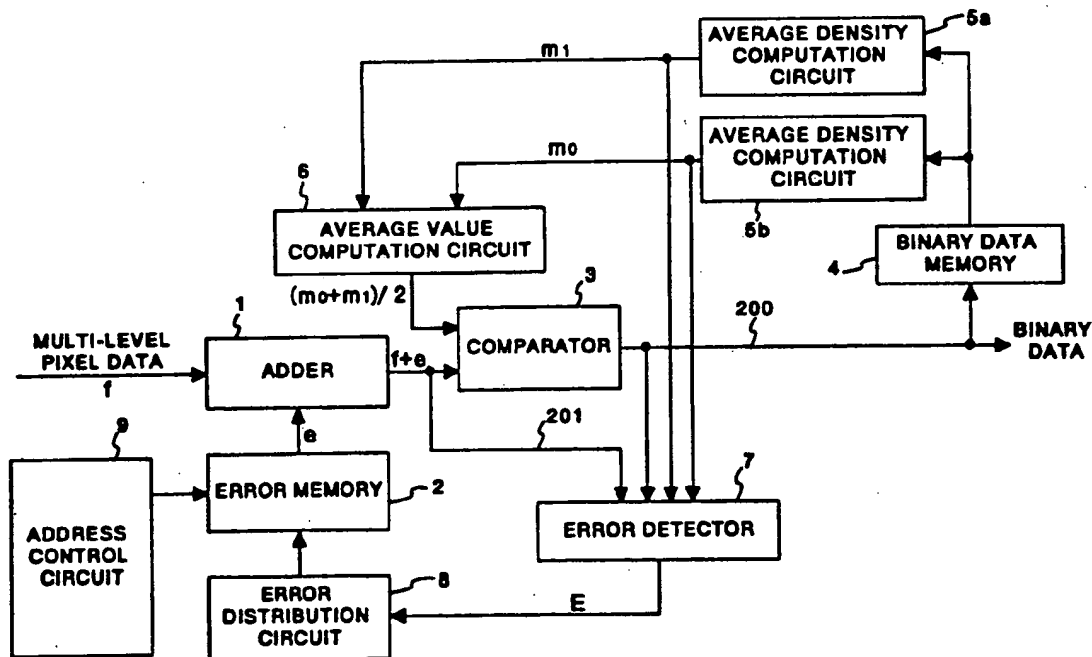 5a
AVERAGE DENSITY
COMPUTATION
CIRCUIT
m1
AVERAGE DENSITY
COMPUTATION
CIRCUIT
m0
5b
6
AVERAGE VALUE
COMPUTATION CIRCUIT
BINARY DATA
MEMORY
4
(m0+m1)/2
3
COMPARATOR
200
BINARY
DATA
1
MULTI-LEVEL
PIXEL DATA
f
ADDER
f+e
201
e
9
ADDRESS
CONTROL
CIRCUIT
ERROR MEMORY
2
7
ERROR DETECTOR
8
ERROR
DISTRIBUTION
CIRCUIT
E